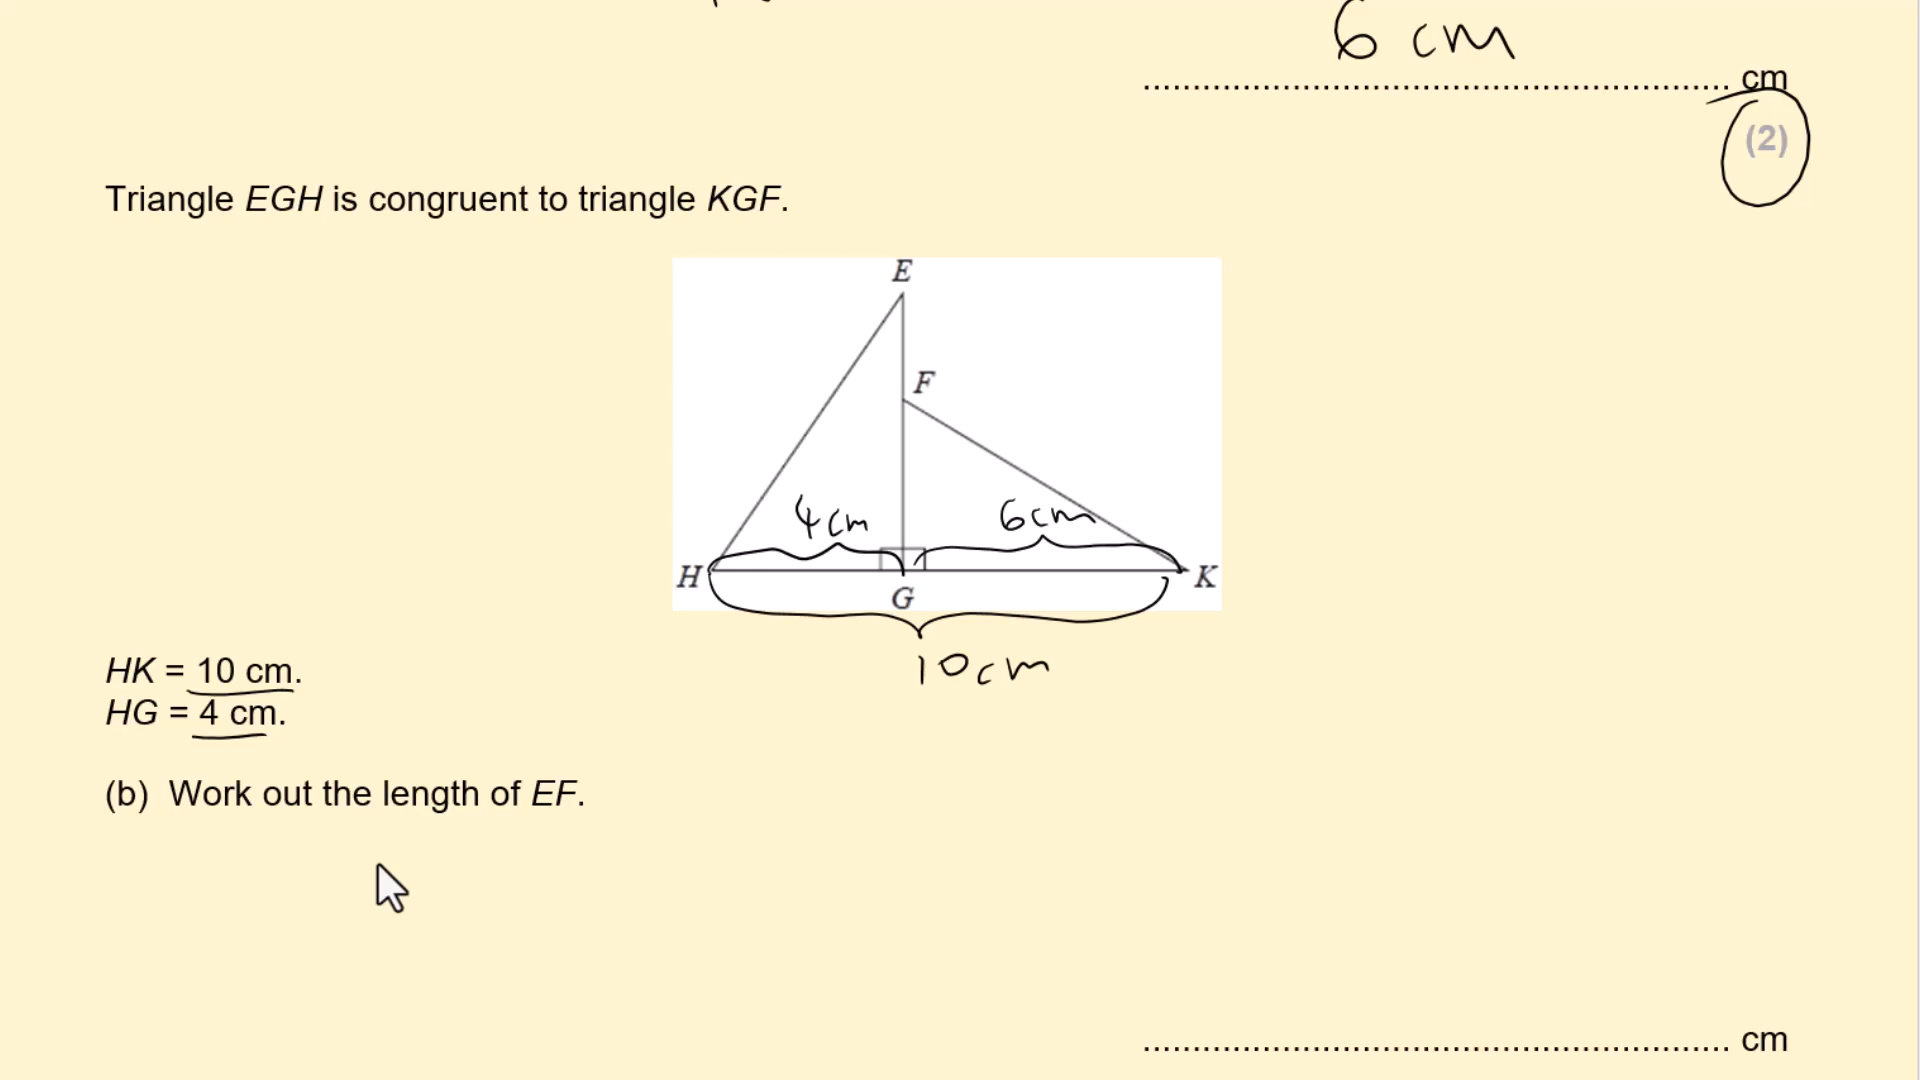 6 cm
cm
(2)
Triangle EGH is congruent to triangle KGF.
E
F
4cm
6cm
H
G
K
10cm
HK = 10 cm.
HG = 4 cm.
(b) Work out the length of EF.
cm